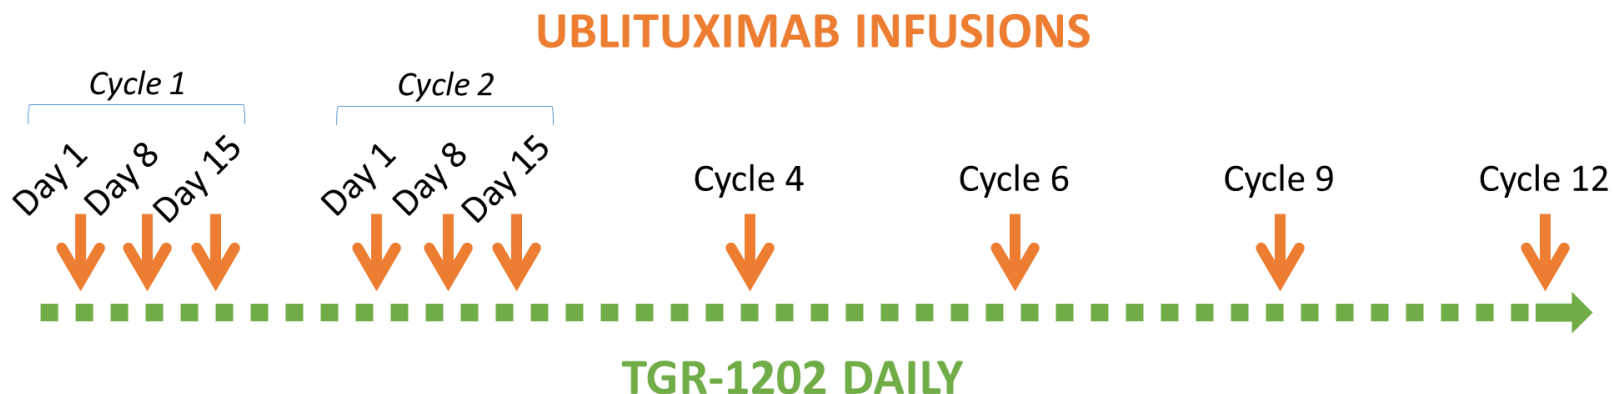 UBLITUXIMAB INFUSIONS
Cycle 1
Cycle 2
Day 1
Day 8
Day 15
Day 1
Day 8
Day 15
Cycle 4
Cycle 6
Cycle 9
Cycle 12
TGR-1202 DAILY